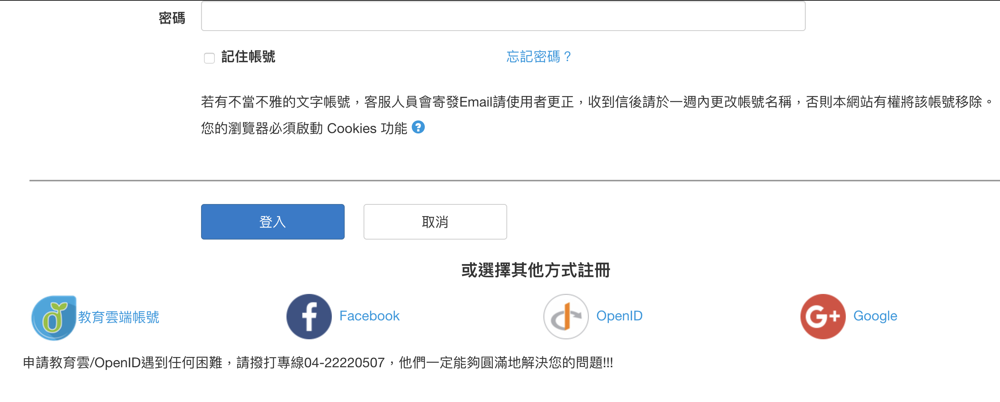 密碼
記住帳號 忘記密碼？
若有不當不雅的文字帳號，客服人員會寄發Email請使用者更正，收到信後請於一週內更改帳號名稱，否則本網站有權將該帳號移除。
您的瀏覽器必須啟動 Cookies 功能 ?
登入 取消
或選擇其他方式註冊
教育雲端帳號 f Facebook OpenID G+ Google
申請教育雲/OpenID遇到任何困難，請撥打專線04-22220507，他們一定能夠圓滿地解決您的問題!!!